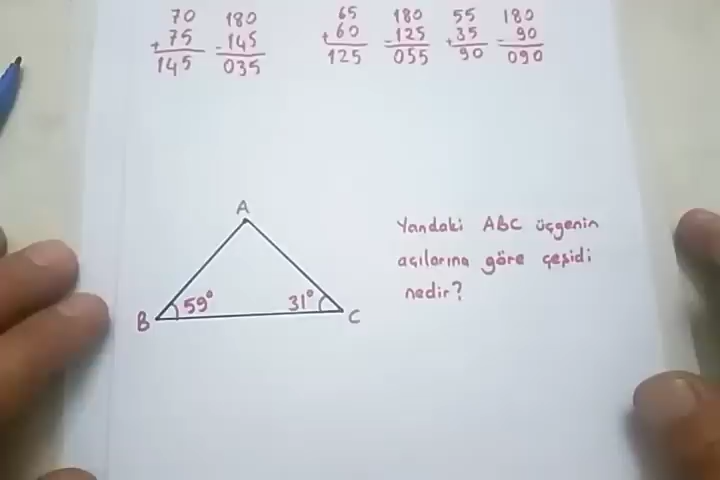 70 180 65 180 55 180
+ 75 - 145 + 60 - 125 + 35 - 90
145 035 125 055 90 090
A
59° 31°
B C
Yandaki ABC üçgenin
açılarına göre çeşidi
nedir?